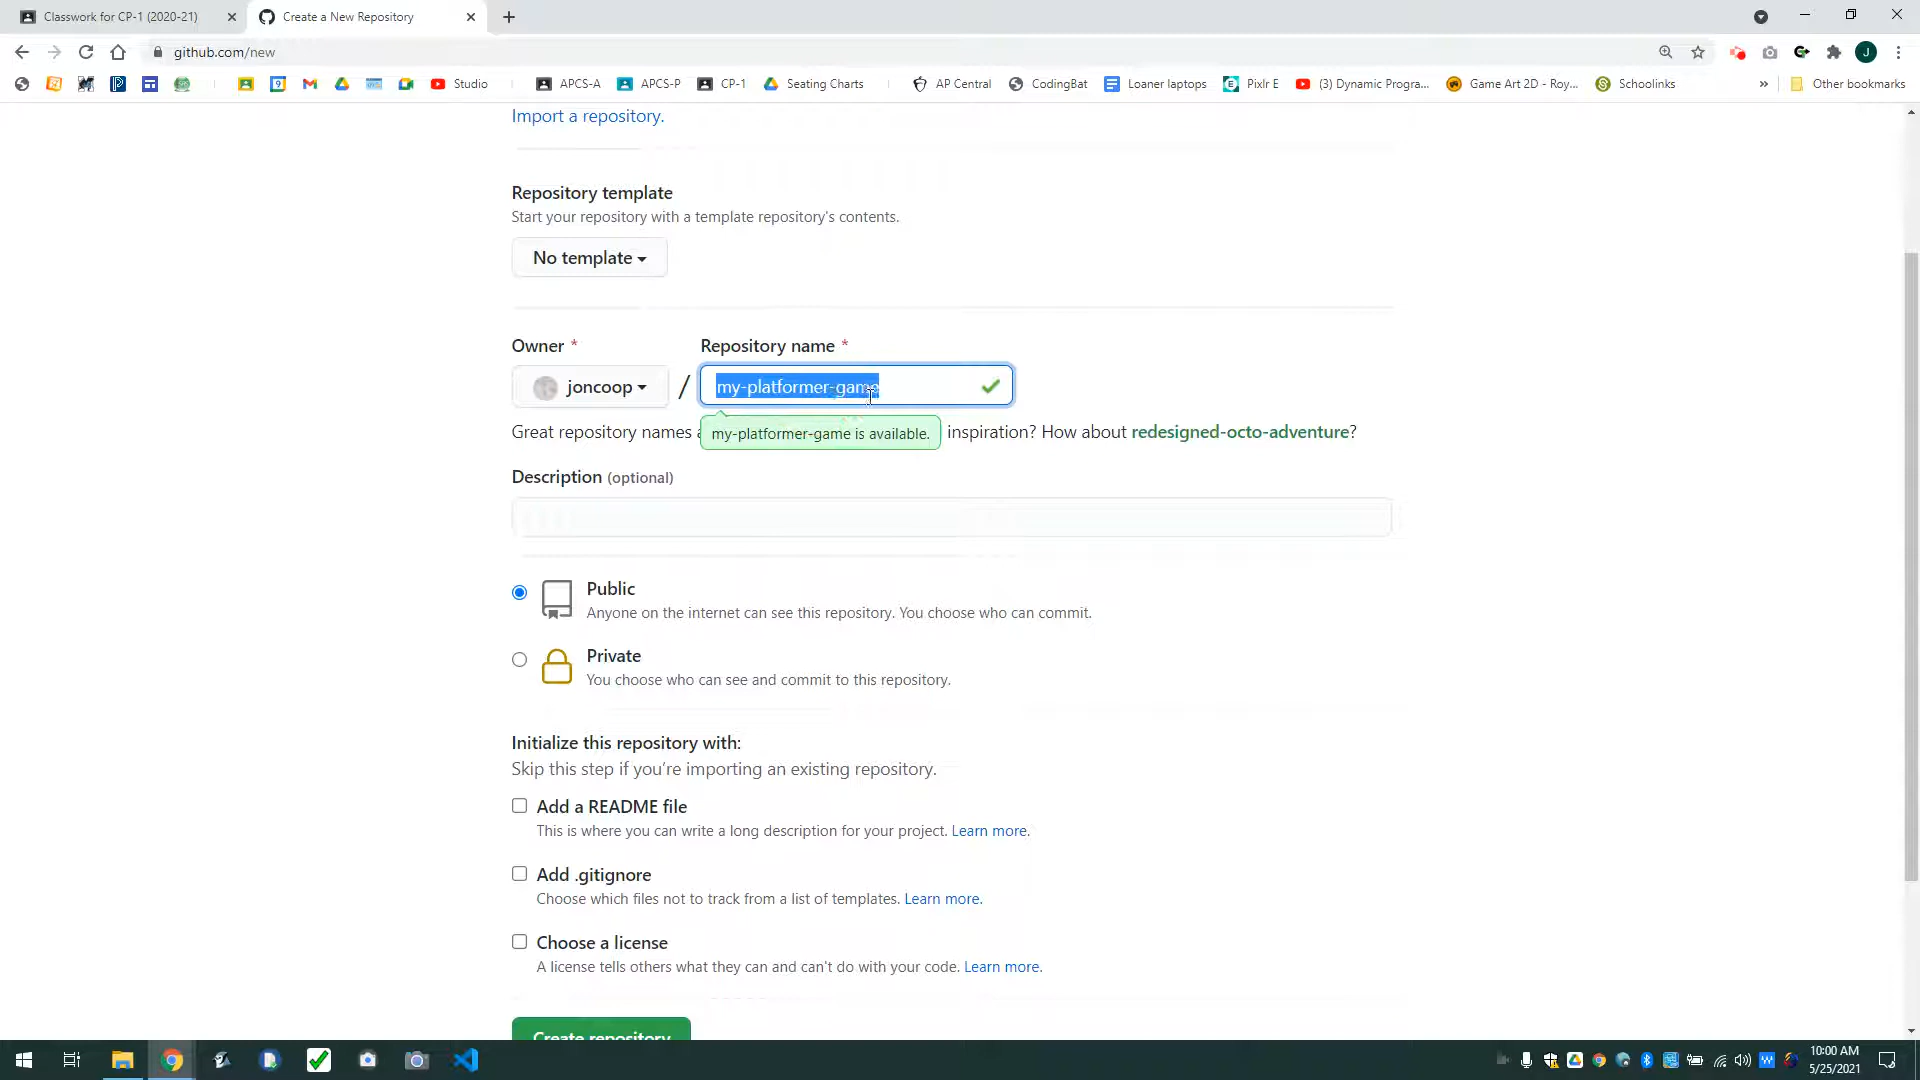 Classwork for CP-1 (2020-21)
Create a New Repository
github.com/new
J
Studio
APCS-A
APCS-P
CP-1
Seating Charts
AP Central
CodingBat
Loaner laptops
Pixlr E
(3) Dynamic Progra...
Game Art 2D - Roy...
Schoolinks
»
Other bookmarks
Import a repository.
Repository template
Start your repository with a template repository's contents.
No template
Owner *
Repository name *
joncoop
/
my-platformer-game
Great repository names a
my-platformer-game is available.
inspiration? How about redesigned-octo-adventure?
Description (optional)
Public
Anyone on the internet can see this repository. You choose who can commit.
Private
You choose who can see and commit to this repository.
Initialize this repository with:
Skip this step if you're importing an existing repository.
Add a README file
This is where you can write a long description for your project. Learn more.
Add .gitignore
Choose which files not to track from a list of templates. Learn more.
Choose a license
A license tells others what they can and can't do with your code. Learn more.
Create repository
10:00 AM
5/25/2021